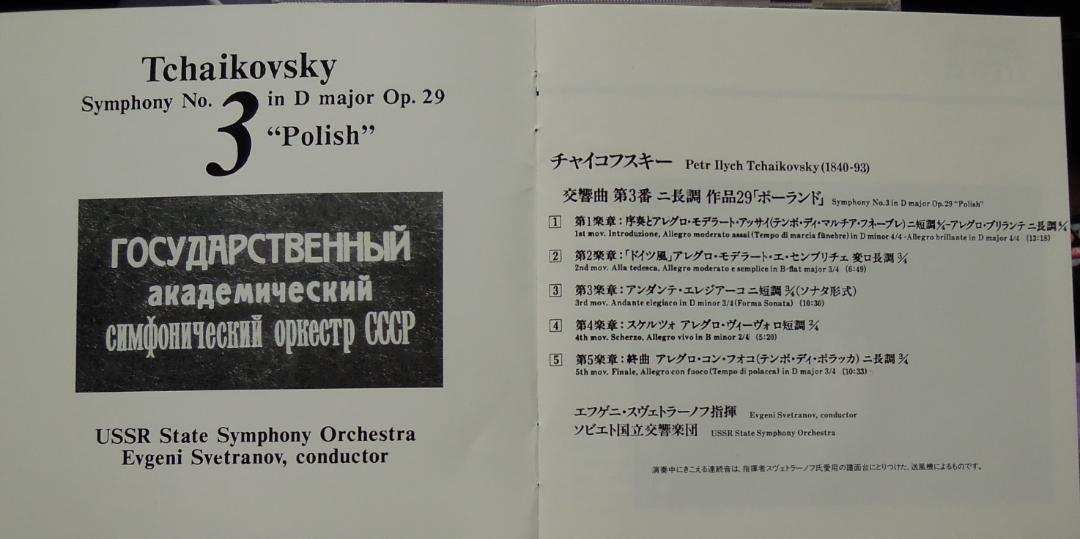 Tchaikovsky
Symphony No. 3 in D major Op. 29
“Polish”
ГОСУДАРСТВЕННЫЙ
академический
симфонический оркестр СССР
USSR State Symphony Orchestra
Evgeni Svetranov, conductor
チャイコフスキー Petr Ilych Tchaikovsky (1840-93)
交響曲 第3番 ニ長調 作品29「ポーランド」 Symphony No.3 in D major Op.29 “Polish”
1 第1楽章：序奏とアレグロ・モデラート・アッサイ(テンポ・ディ・マルチア・フネーブレ)ニ短調4/4-アレグロ・ブリランテ ニ長調4/4
1st mov. Introduzione, Allegro moderato assai (Tempo di marcia fúnebre) in D minor 4/4 -Allegro brillante in D major 4/4 (13:18)
2 第2楽章：「ドイツ風」アレグロ・モデラート・エ・センプリチェ 変ロ長調 3/4
2nd mov. Alla tedesca, Allegro moderato e semplice in B-flat major 3/4 (6:49)
3 第3楽章：アンダンテ・エレジアーコ ニ短調 3/4(ソナタ形式)
3rd mov. Andante elegiaco in D minor 3/4 (Forma Sonata) (10:30)
4 第4楽章：スケルツォ アレグロ・ヴィーヴォ ロ短調 2/4
4th mov. Scherzo, Allegro vivo in B minor 2/4 (5:20)
5 第5楽章：終曲 アレグロ・コン・フオコ(テンポ・ディ・ポラッカ) ニ長調 3/4
5th mov. Finale, Allegro con fuoco (Tempo di polacca) in D major 3/4 (10:33)
エフゲニ・スヴェトラーノフ指揮 Evgeni Svetranov, conductor
ソビエト国立交響楽団 USSR State Symphony Orchestra
演奏中にきこえる連続音は、指揮者スヴェトラーノフ氏愛用の譜面台にとりつけた、送風機によるものです。